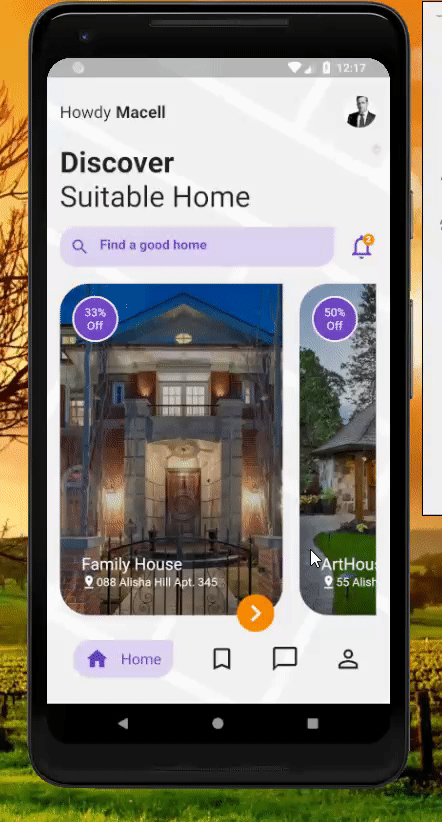 12:17
Howdy Macell
Discover
Suitable Home
Find a good home
2
33%
Off
50%
Off
Family House
088 Alisha Hill Apt. 345
ArtHous
55 Alish
Home